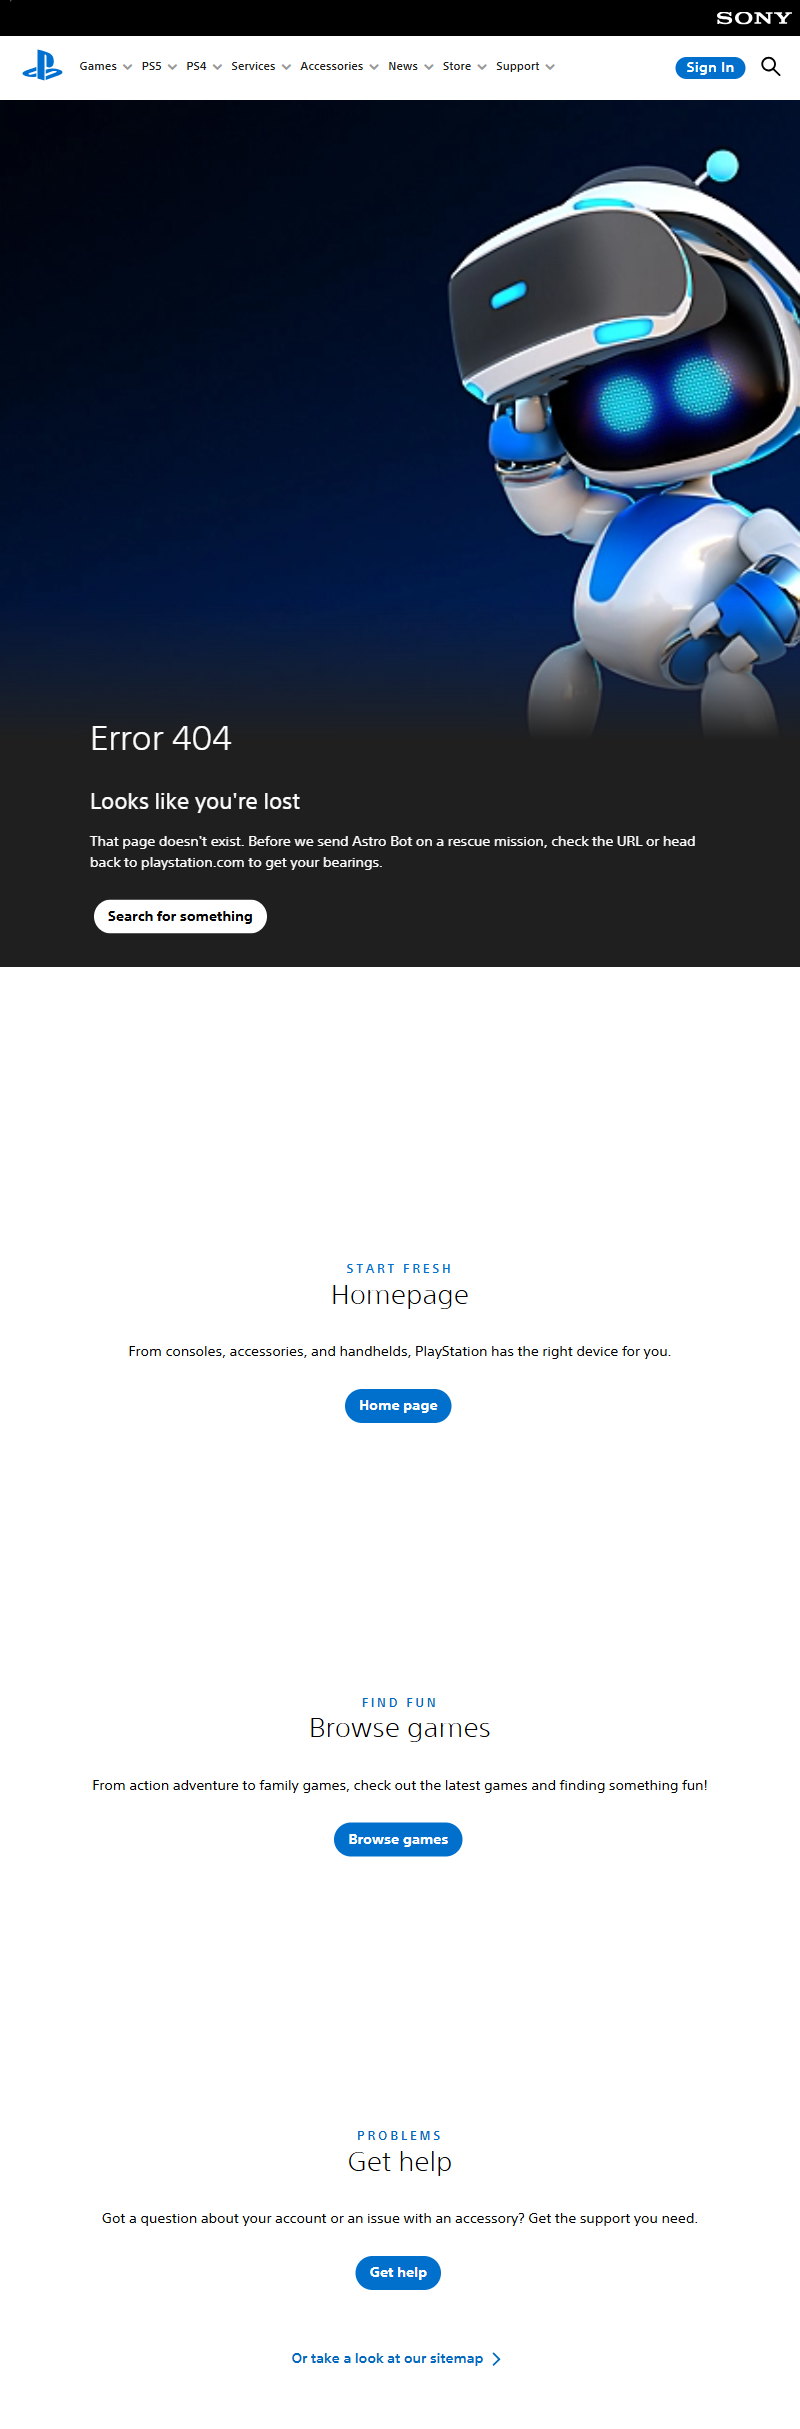 SONY
Games PS5 PS4 Services Accessories News Store Support Sign In
Error 404
Looks like you're lost
That page doesn't exist. Before we send Astro Bot on a rescue mission, check the URL or head
back to playstation.com to get your bearings.
Search for something
START FRESH
Homepage
From consoles, accessories, and handhelds, PlayStation has the right device for you.
Home page
FIND FUN
Browse games
From action adventure to family games, check out the latest games and finding something fun!
Browse games
PROBLEMS
Get help
Got a question about your account or an issue with an accessory? Get the support you need.
Get help
Or take a look at our sitemap